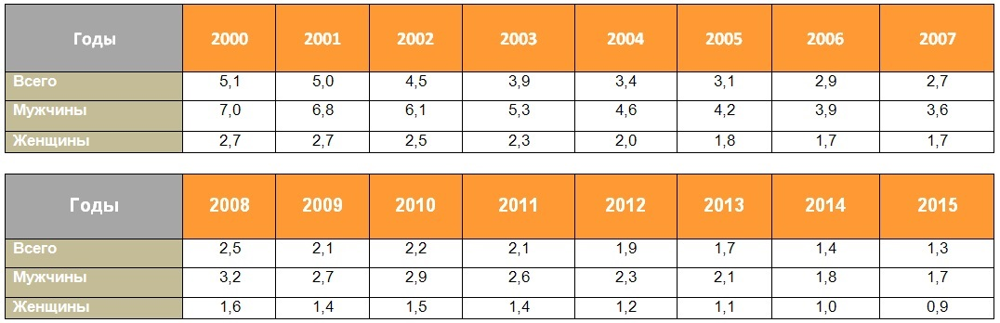 Годы 2000 2001 2002 2003 2004 2005 2006 2007
Всего 5,1 5,0 4,5 3,9 3,4 3,1 2,9 2,7
Мужчины 7,0 6,8 6,1 5,3 4,6 4,2 3,9 3,6
Женщины 2,7 2,7 2,5 2,3 2,0 1,8 1,7 1,7
Годы 2008 2009 2010 2011 2012 2013 2014 2015
Всего 2,5 2,1 2,2 2,1 1,9 1,7 1,4 1,3
Мужчины 3,2 2,7 2,9 2,6 2,3 2,1 1,8 1,7
Женщины 1,6 1,4 1,5 1,4 1,2 1,1 1,0 0,9